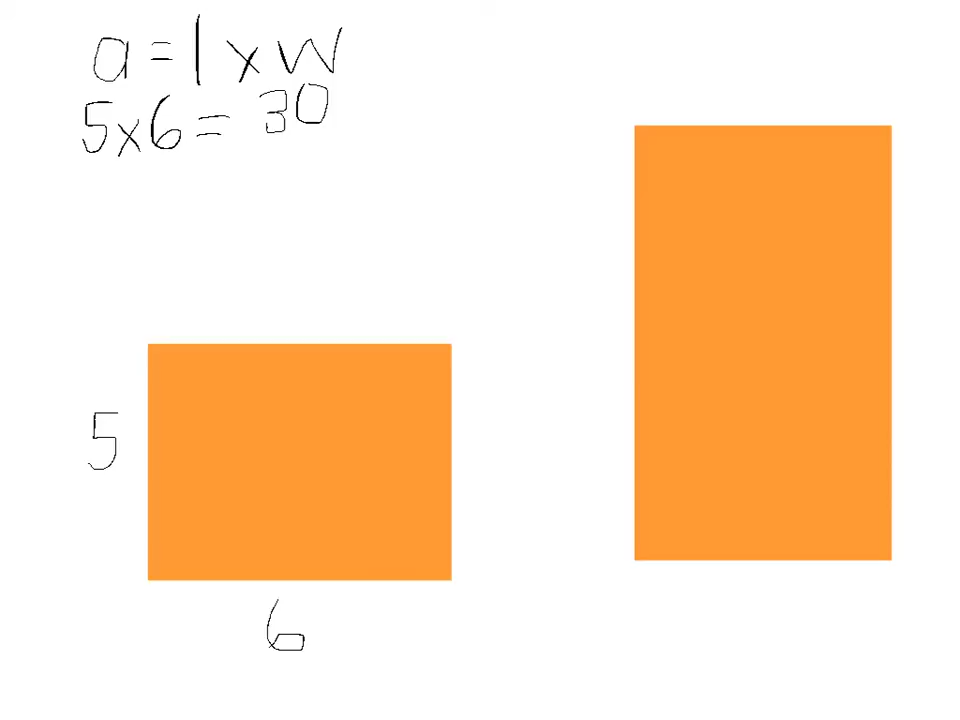 a = l x w
5x6 = 30
5
6